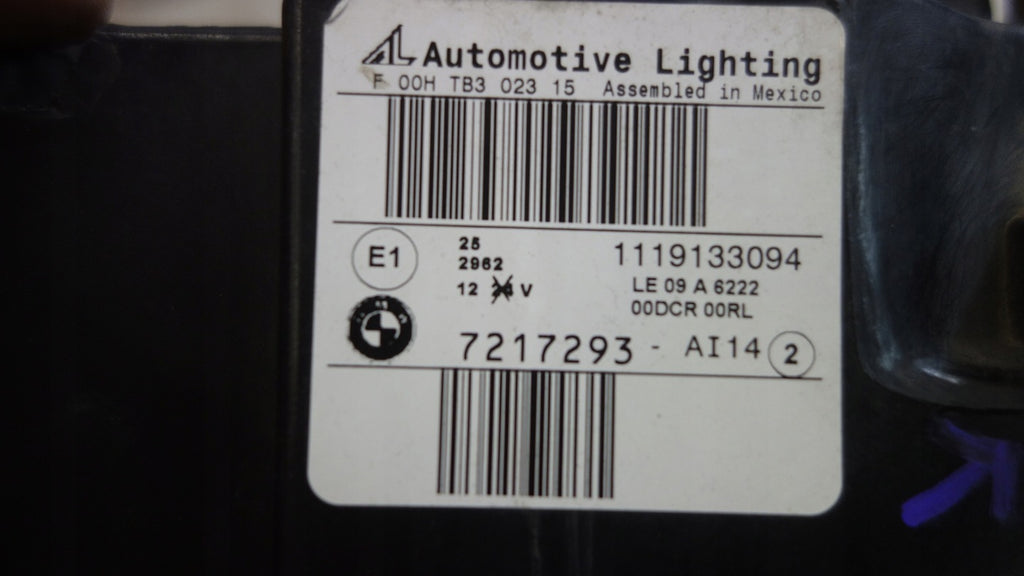 AL Automotive Lighting
F 00H TB3 023 15 Assembled in Mexico
E1
25
2962
12 24 V
1119133094
LE 09 A 6222
00DCR 00RL
7217293 - AI14 2